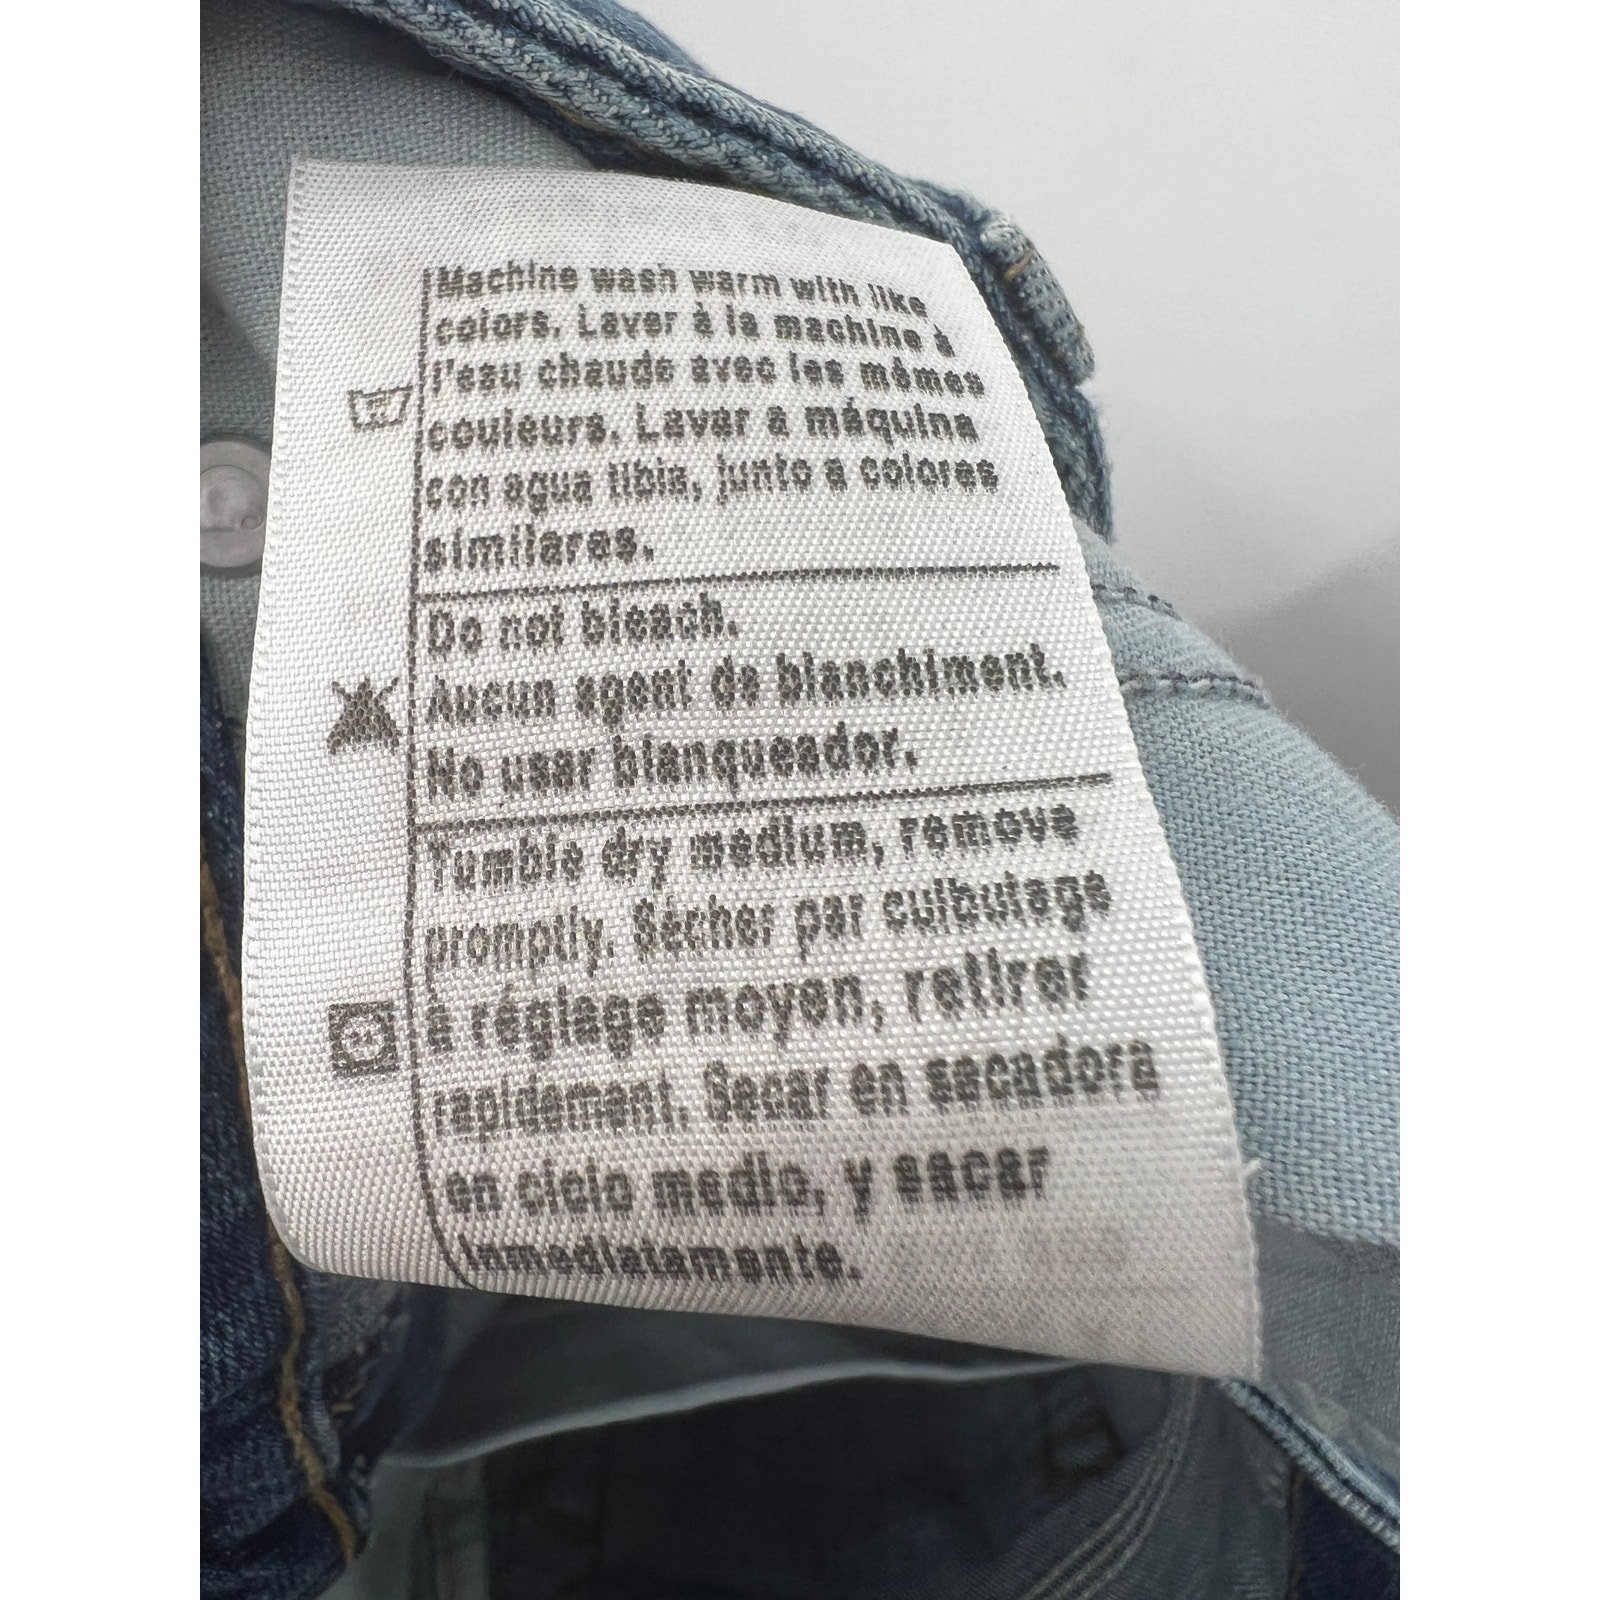 Machine wash warm with like
colors. Laver à la machine à
l'eau chaude avec les mêmes
couleurs. Lavar a máquina
con agua tibia, junto a colores
similares.
Do not bleach.
Aucun agent de blanchiment.
No usar blanqueador.
Tumble dry medium, remove
promptly. Sécher par culbutage
à réglage moyen, retirer
rapidement. Secar en secadora
en ciclo medio, y sacar
inmediatamente.